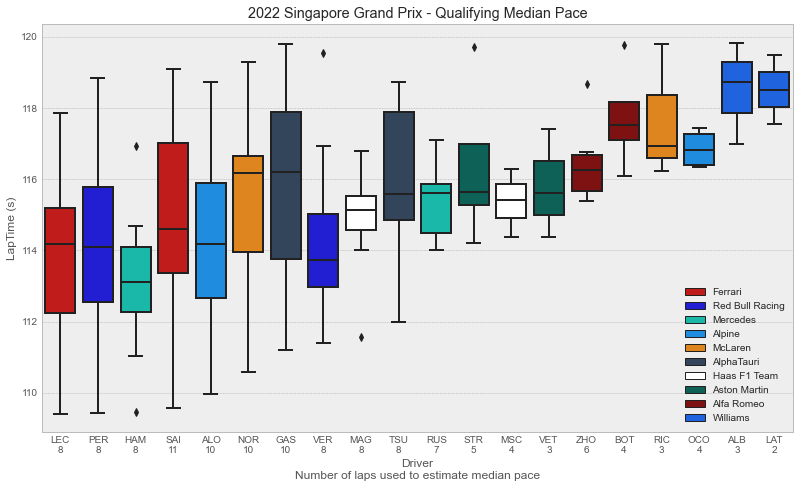 2022 Singapore Grand Prix - Qualifying Median Pace
120
118
116
114
112
110
LapTime (s)
LEC PER HAM SAI ALO NOR GAS VER MAG TSU RUS STR MSC VET ZHO BOT RIC OCO ALB LAT
8 8 8 11 10 10 10 8 8 8 7 5 4 3 6 4 3 4 3 2
Driver
Number of laps used to estimate median pace
Ferrari
Red Bull Racing
Mercedes
Alpine
McLaren
AlphaTauri
Haas F1 Team
Aston Martin
Alfa Romeo
Williams